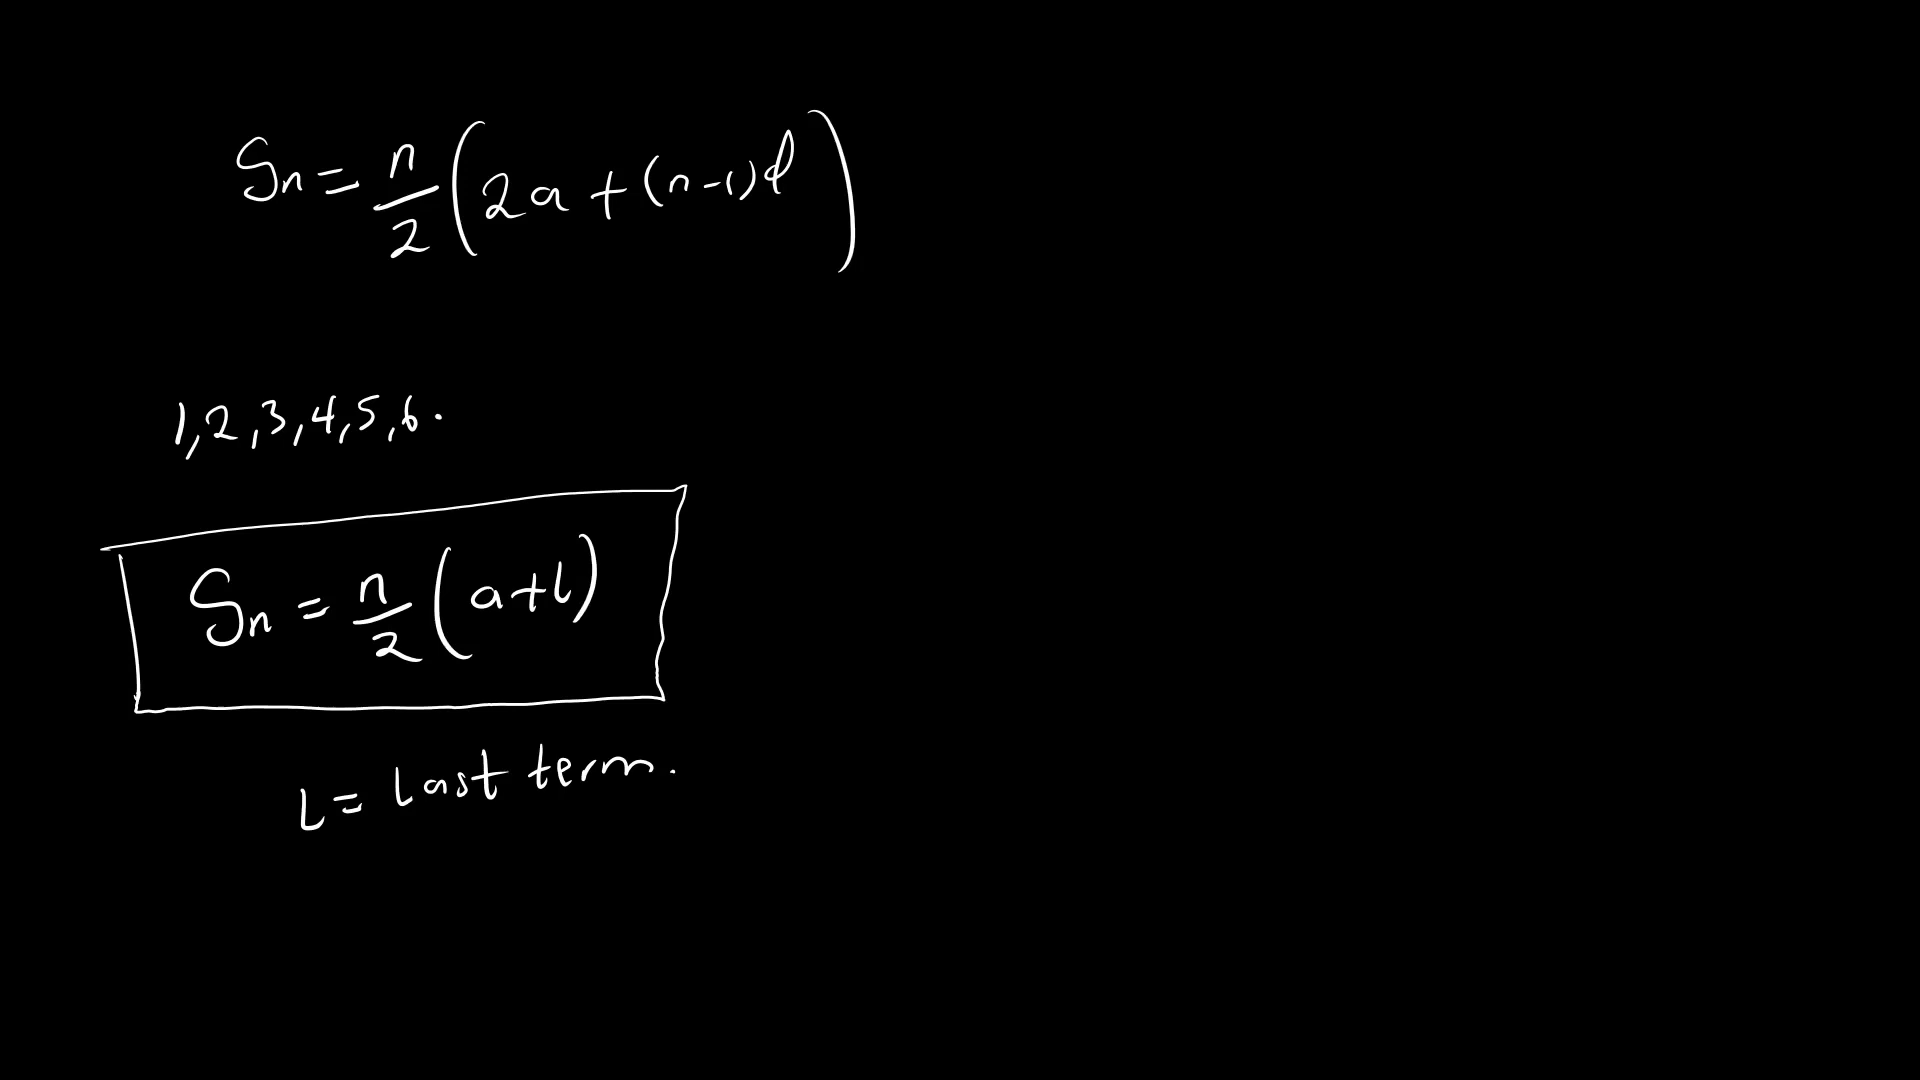 Sn = n/2 (2a + (n-1)d)
1,2,3,4,5,6.
Sn = n/2 (a+l)
L = Last term.